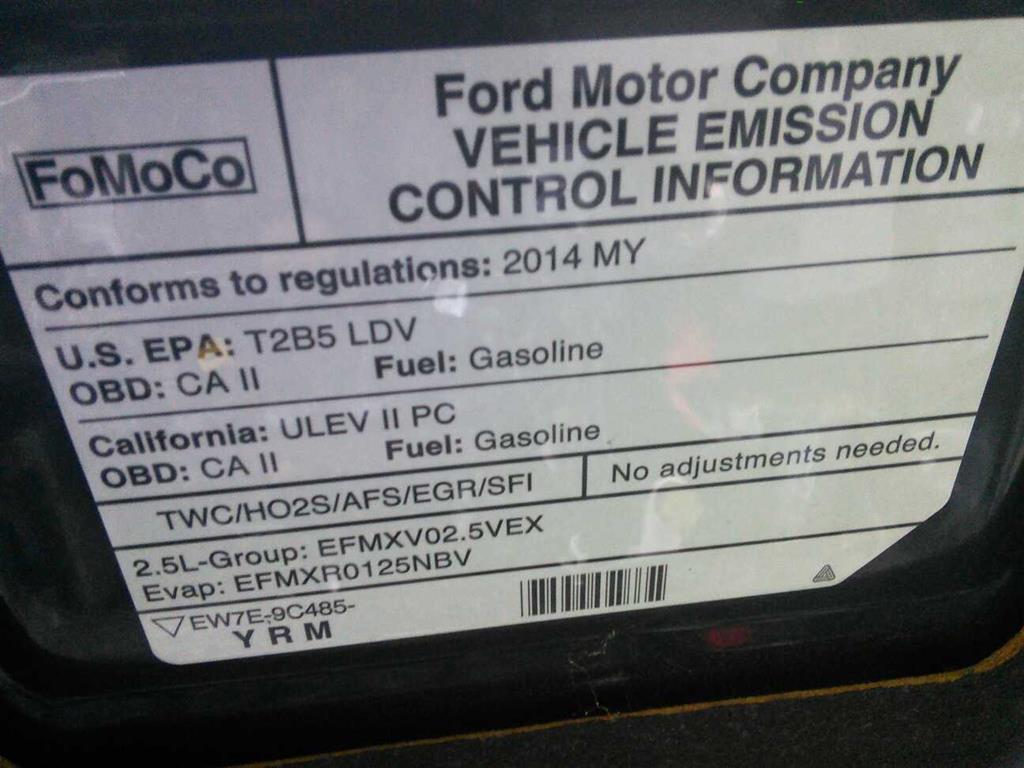 FoMoCo
Ford Motor Company
VEHICLE EMISSION
CONTROL INFORMATION
Conforms to regulations: 2014 MY
U.S. EPA: T2B5 LDV
OBD: CA II Fuel: Gasoline
California: ULEV II PC
OBD: CA II Fuel: Gasoline
TWC/HO2S/AFS/EGR/SFI No adjustments needed.
2.5L-Group: EFMXV02.5VEX
Evap: EFMXR0125NBV
EW7E-9C485-
Y R M